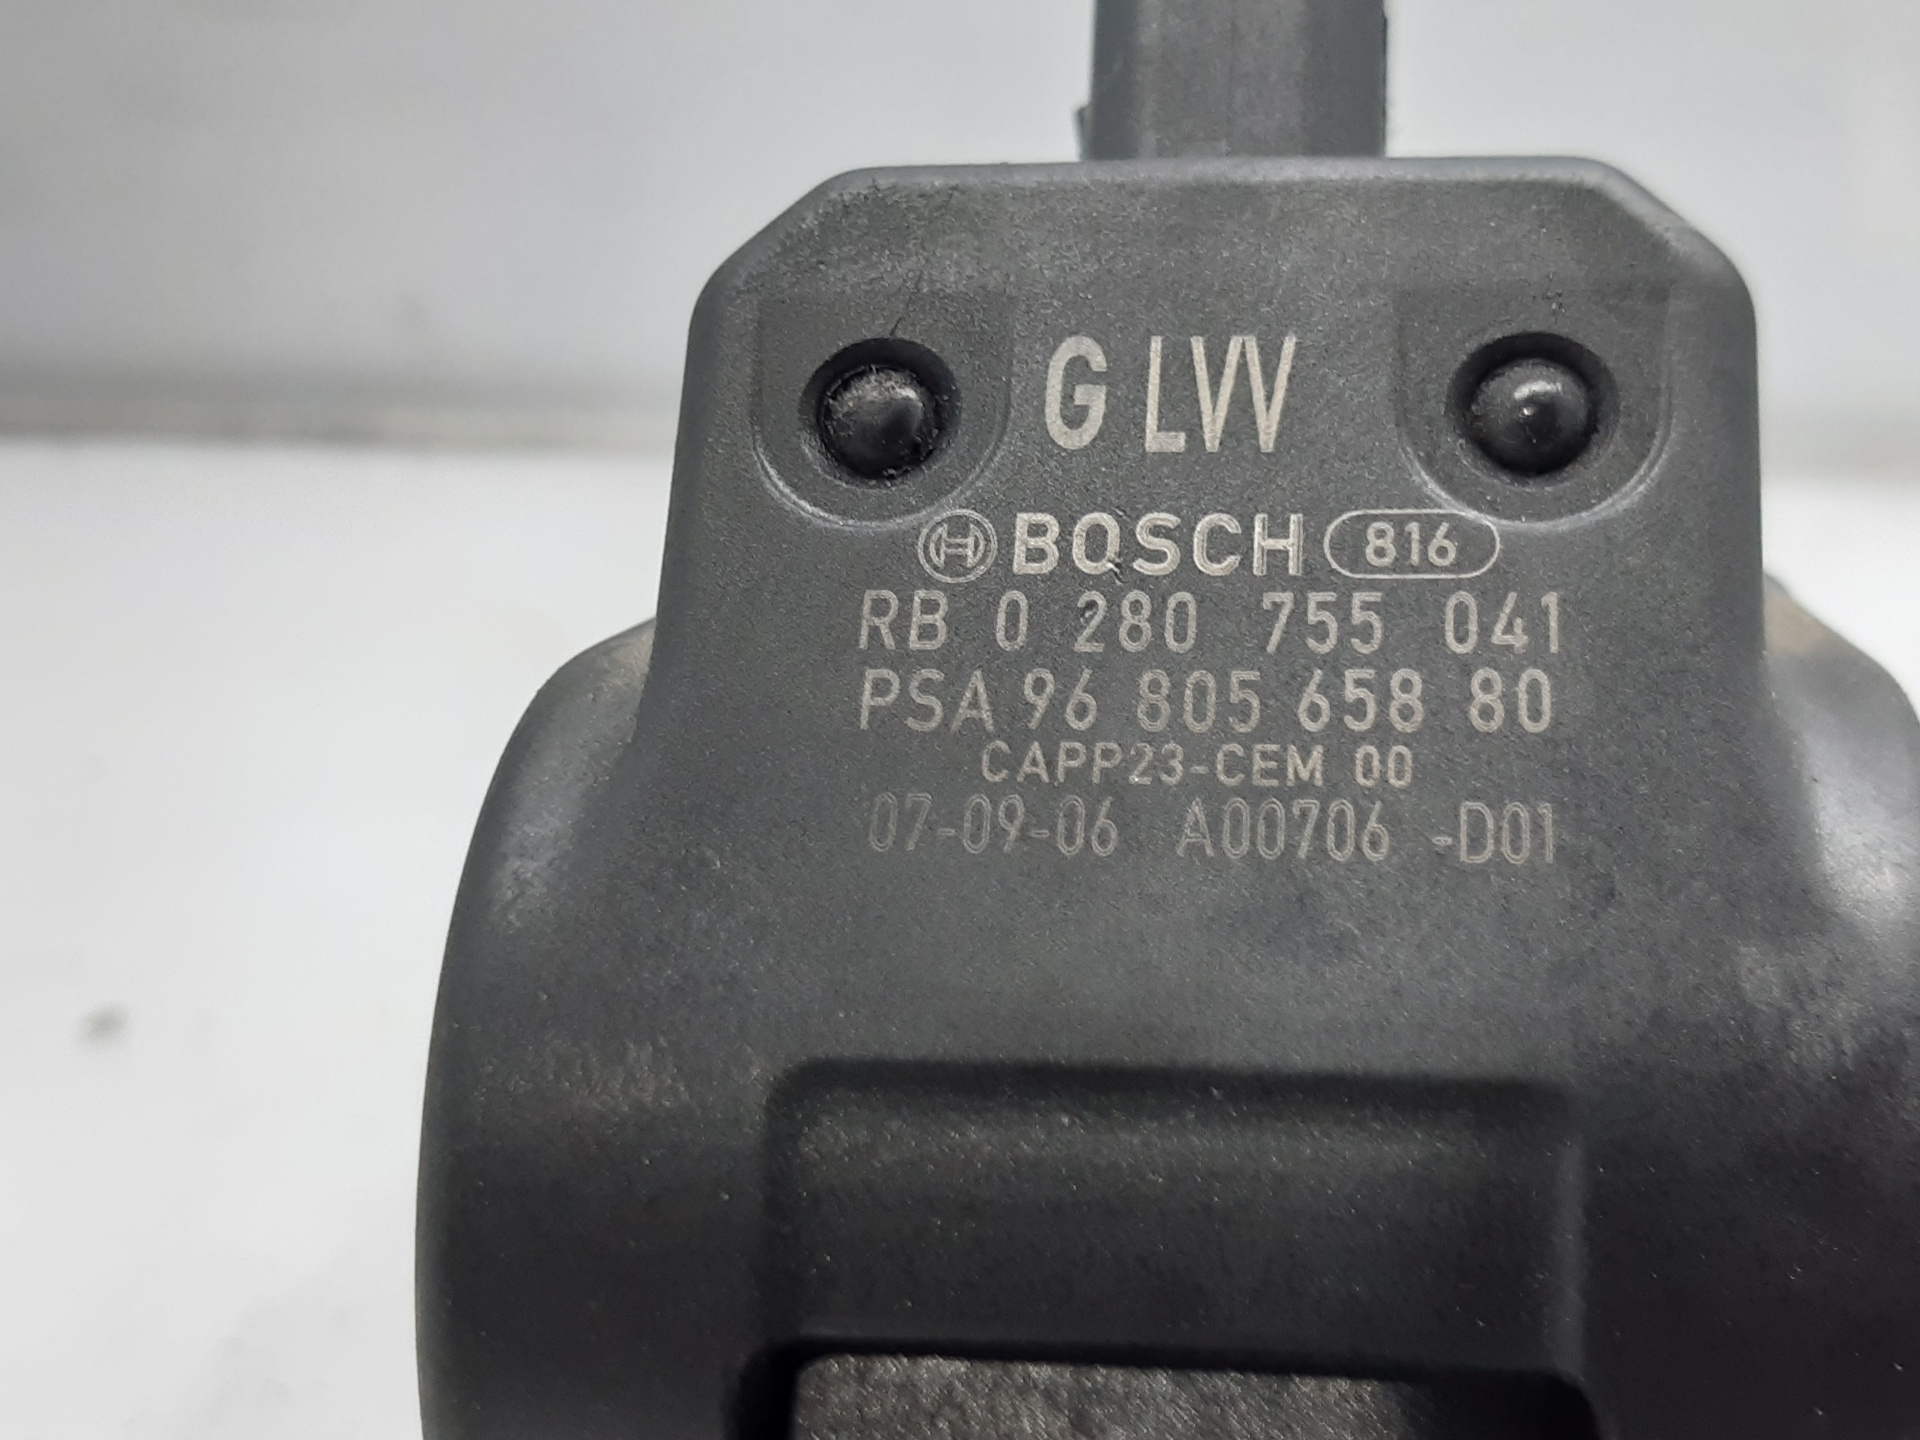 G LVV
BOSCH 816
RB 0 280 755 041
PSA 96 805 658 80
CAPP23-CEM 00
07-09-06 A00706 -D01